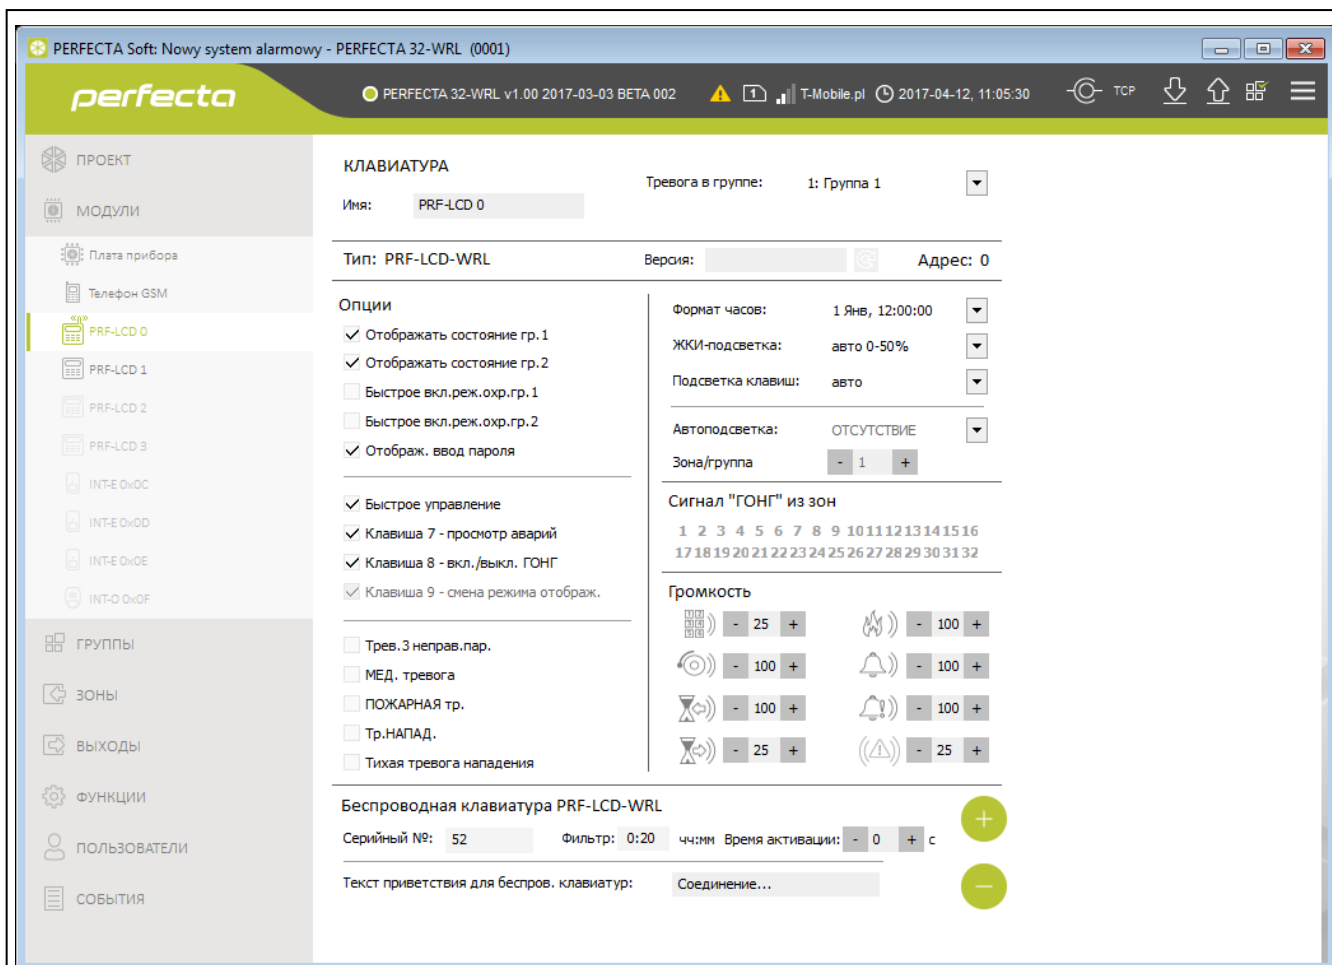 PERFECTA Soft: Nowy system alarmowy - PERFECTA 32-WRL (0001)
perfecta
PERFECTA 32-WRL v1.00 2017-03-03 BETA 002
1
T-Mobile.pl
2017-04-12, 11:05:30
TCP
ПРОЕКТ
МОДУЛИ
Плата прибора
Телефон GSM
PRF-LCD 0
PRF-LCD 1
PRF-LCD 2
PRF-LCD 3
INT-E 0x0C
INT-E 0x0D
INT-E 0x0E
INT-O 0x0F
ГРУППЫ
ЗОНЫ
ВЫХОДЫ
ФУНКЦИИ
ПОЛЬЗОВАТЕЛИ
СОБЫТИЯ
КЛАВИАТУРА
Тревога в группе: 1: Группа 1
Имя: PRF-LCD 0
Тип: PRF-LCD-WRL Версия: Адрес: 0
Опции
Отображать состояние гр.1
Отображать состояние гр.2
Быстрое вкл.реж.охр.гр.1
Быстрое вкл.реж.охр.гр.2
Отображ. ввод пароля
Быстрое управление
Клавиша 7 - просмотр аварий
Клавиша 8 - вкл./выкл. ГОНГ
Клавиша 9 - смена режима отображ.
Трев.3 неправ.пар.
МЕД. тревога
ПОЖАРНАЯ тр.
Тр.НАПАД.
Тихая тревога нападения
Формат часов: 1 Янв, 12:00:00
ЖКИ-подсветка: авто 0-50%
Подсветка клавиш: авто
Автоподсветка: ОТСУТСТВИЕ
Зона/группа - 1 +
Сигнал "ГОНГ" из зон
1 2 3 4 5 6 7 8 9 10 11 12 13 14 15 16
17 18 19 20 21 22 23 24 25 26 27 28 29 30 31 32
Громкость
- 25 + - 100 +
- 100 + - 100 +
- 100 + - 100 +
- 25 + - 25 +
Беспроводная клавиатура PRF-LCD-WRL
Серийный №: 52 Фильтр: 0:20 чч:мм Время активации: - 0 + с
Текст приветствия для беспров. клавиатур: Соединение...